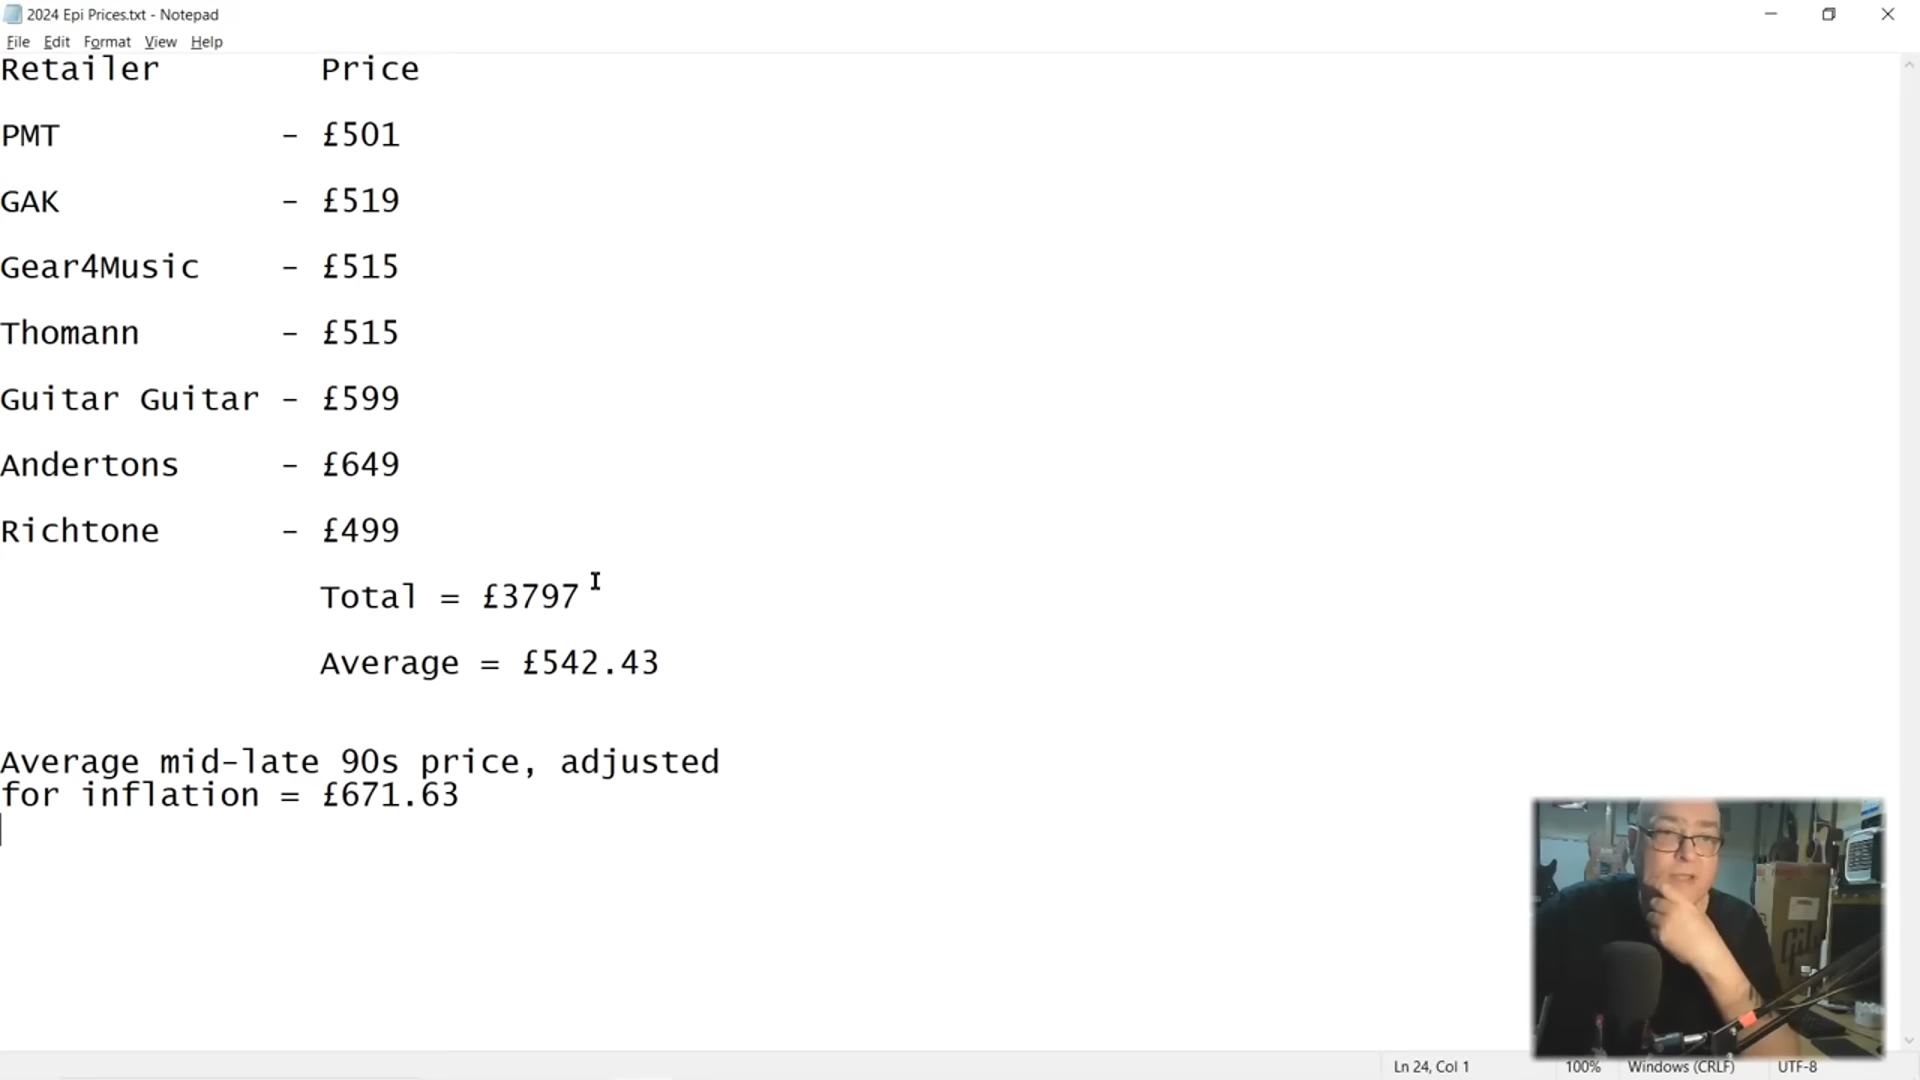 2024 Epi Prices.txt - Notepad
File Edit Format View Help
Retailer Price
PMT - £501
GAK - £519
Gear4Music - £515
Thomann - £515
Guitar Guitar - £599
Andertons - £649
Richtone - £499
Total = £3797
Average = £542.43
Average mid-late 90s price, adjusted
for inflation = £671.63
Ln 24, Col 1 100% Windows (CRLF) UTF-8